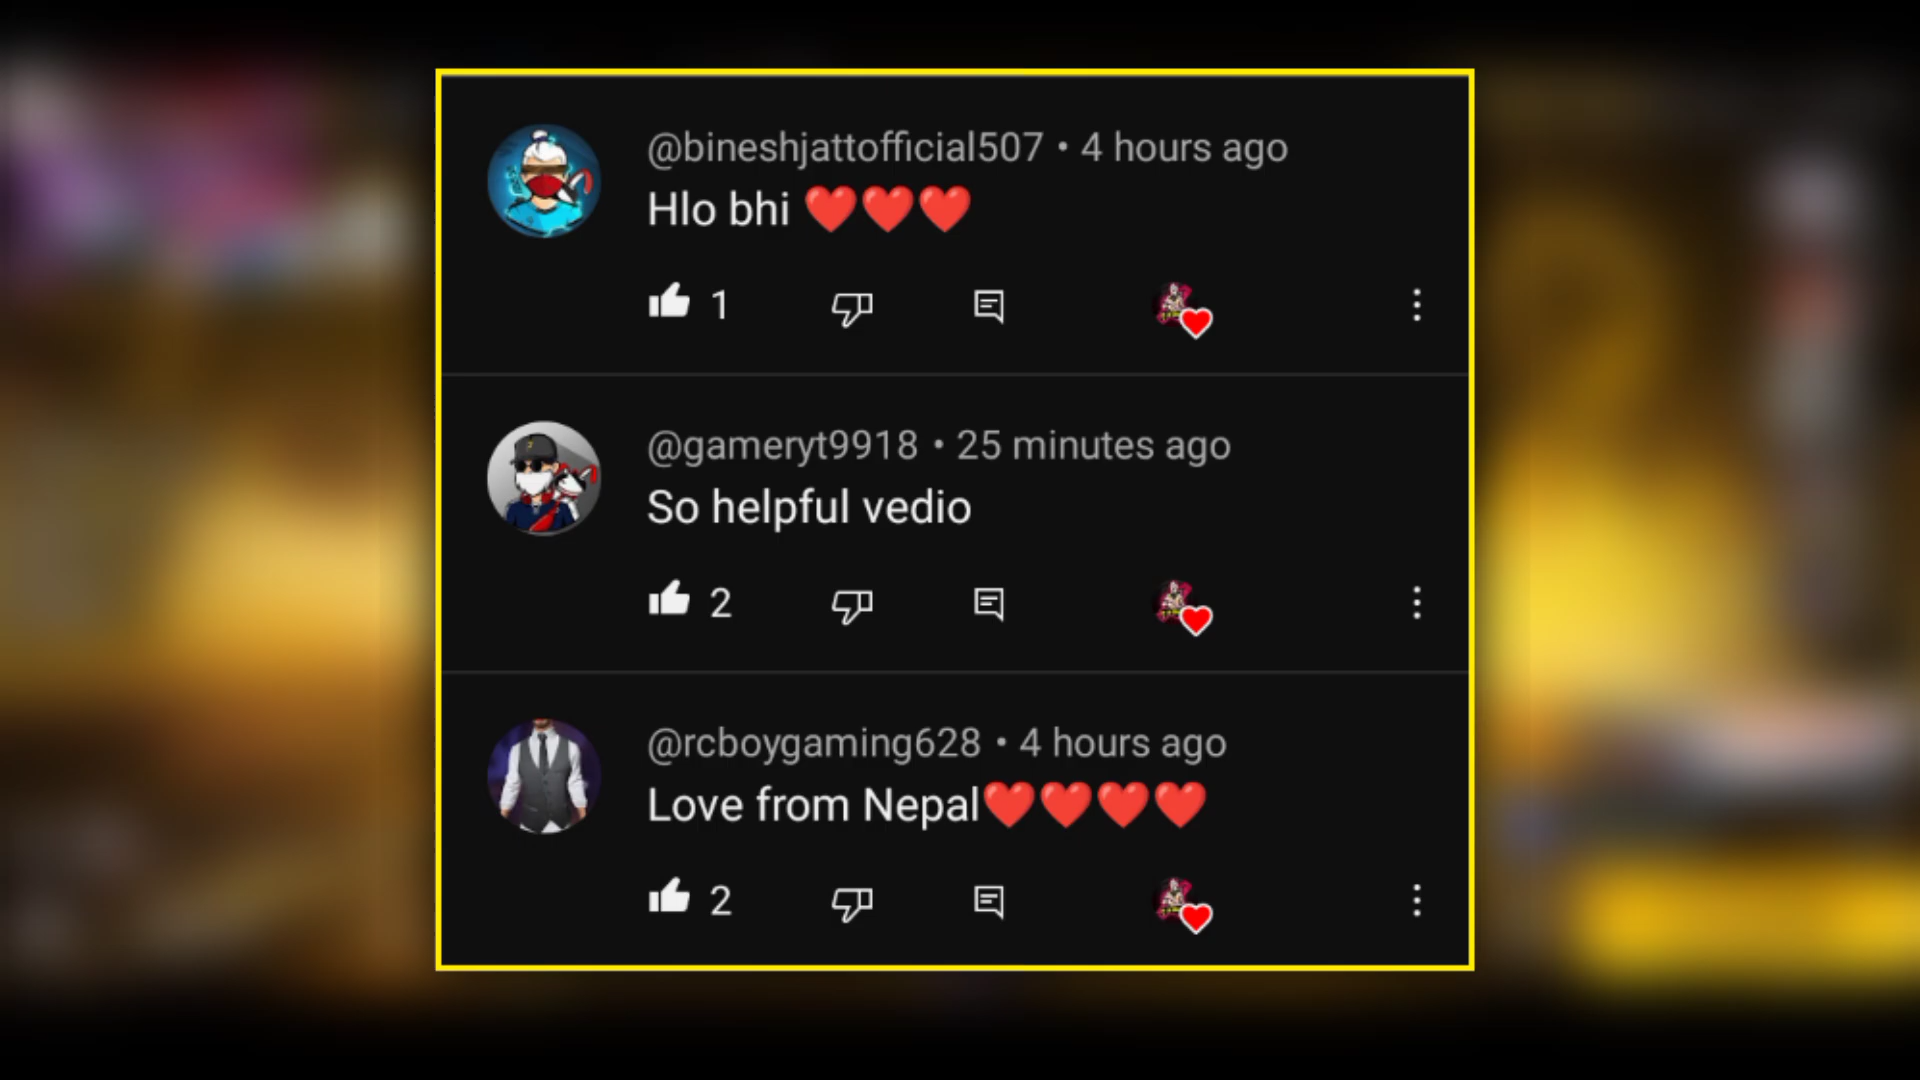 @bineshjattofficial507 • 4 hours ago
Hlo bhi ❤️❤️❤️
1
@gameryt9918 • 25 minutes ago
So helpful vedio
2
@rcboygaming628 • 4 hours ago
Love from Nepal❤️❤️❤️❤️
2